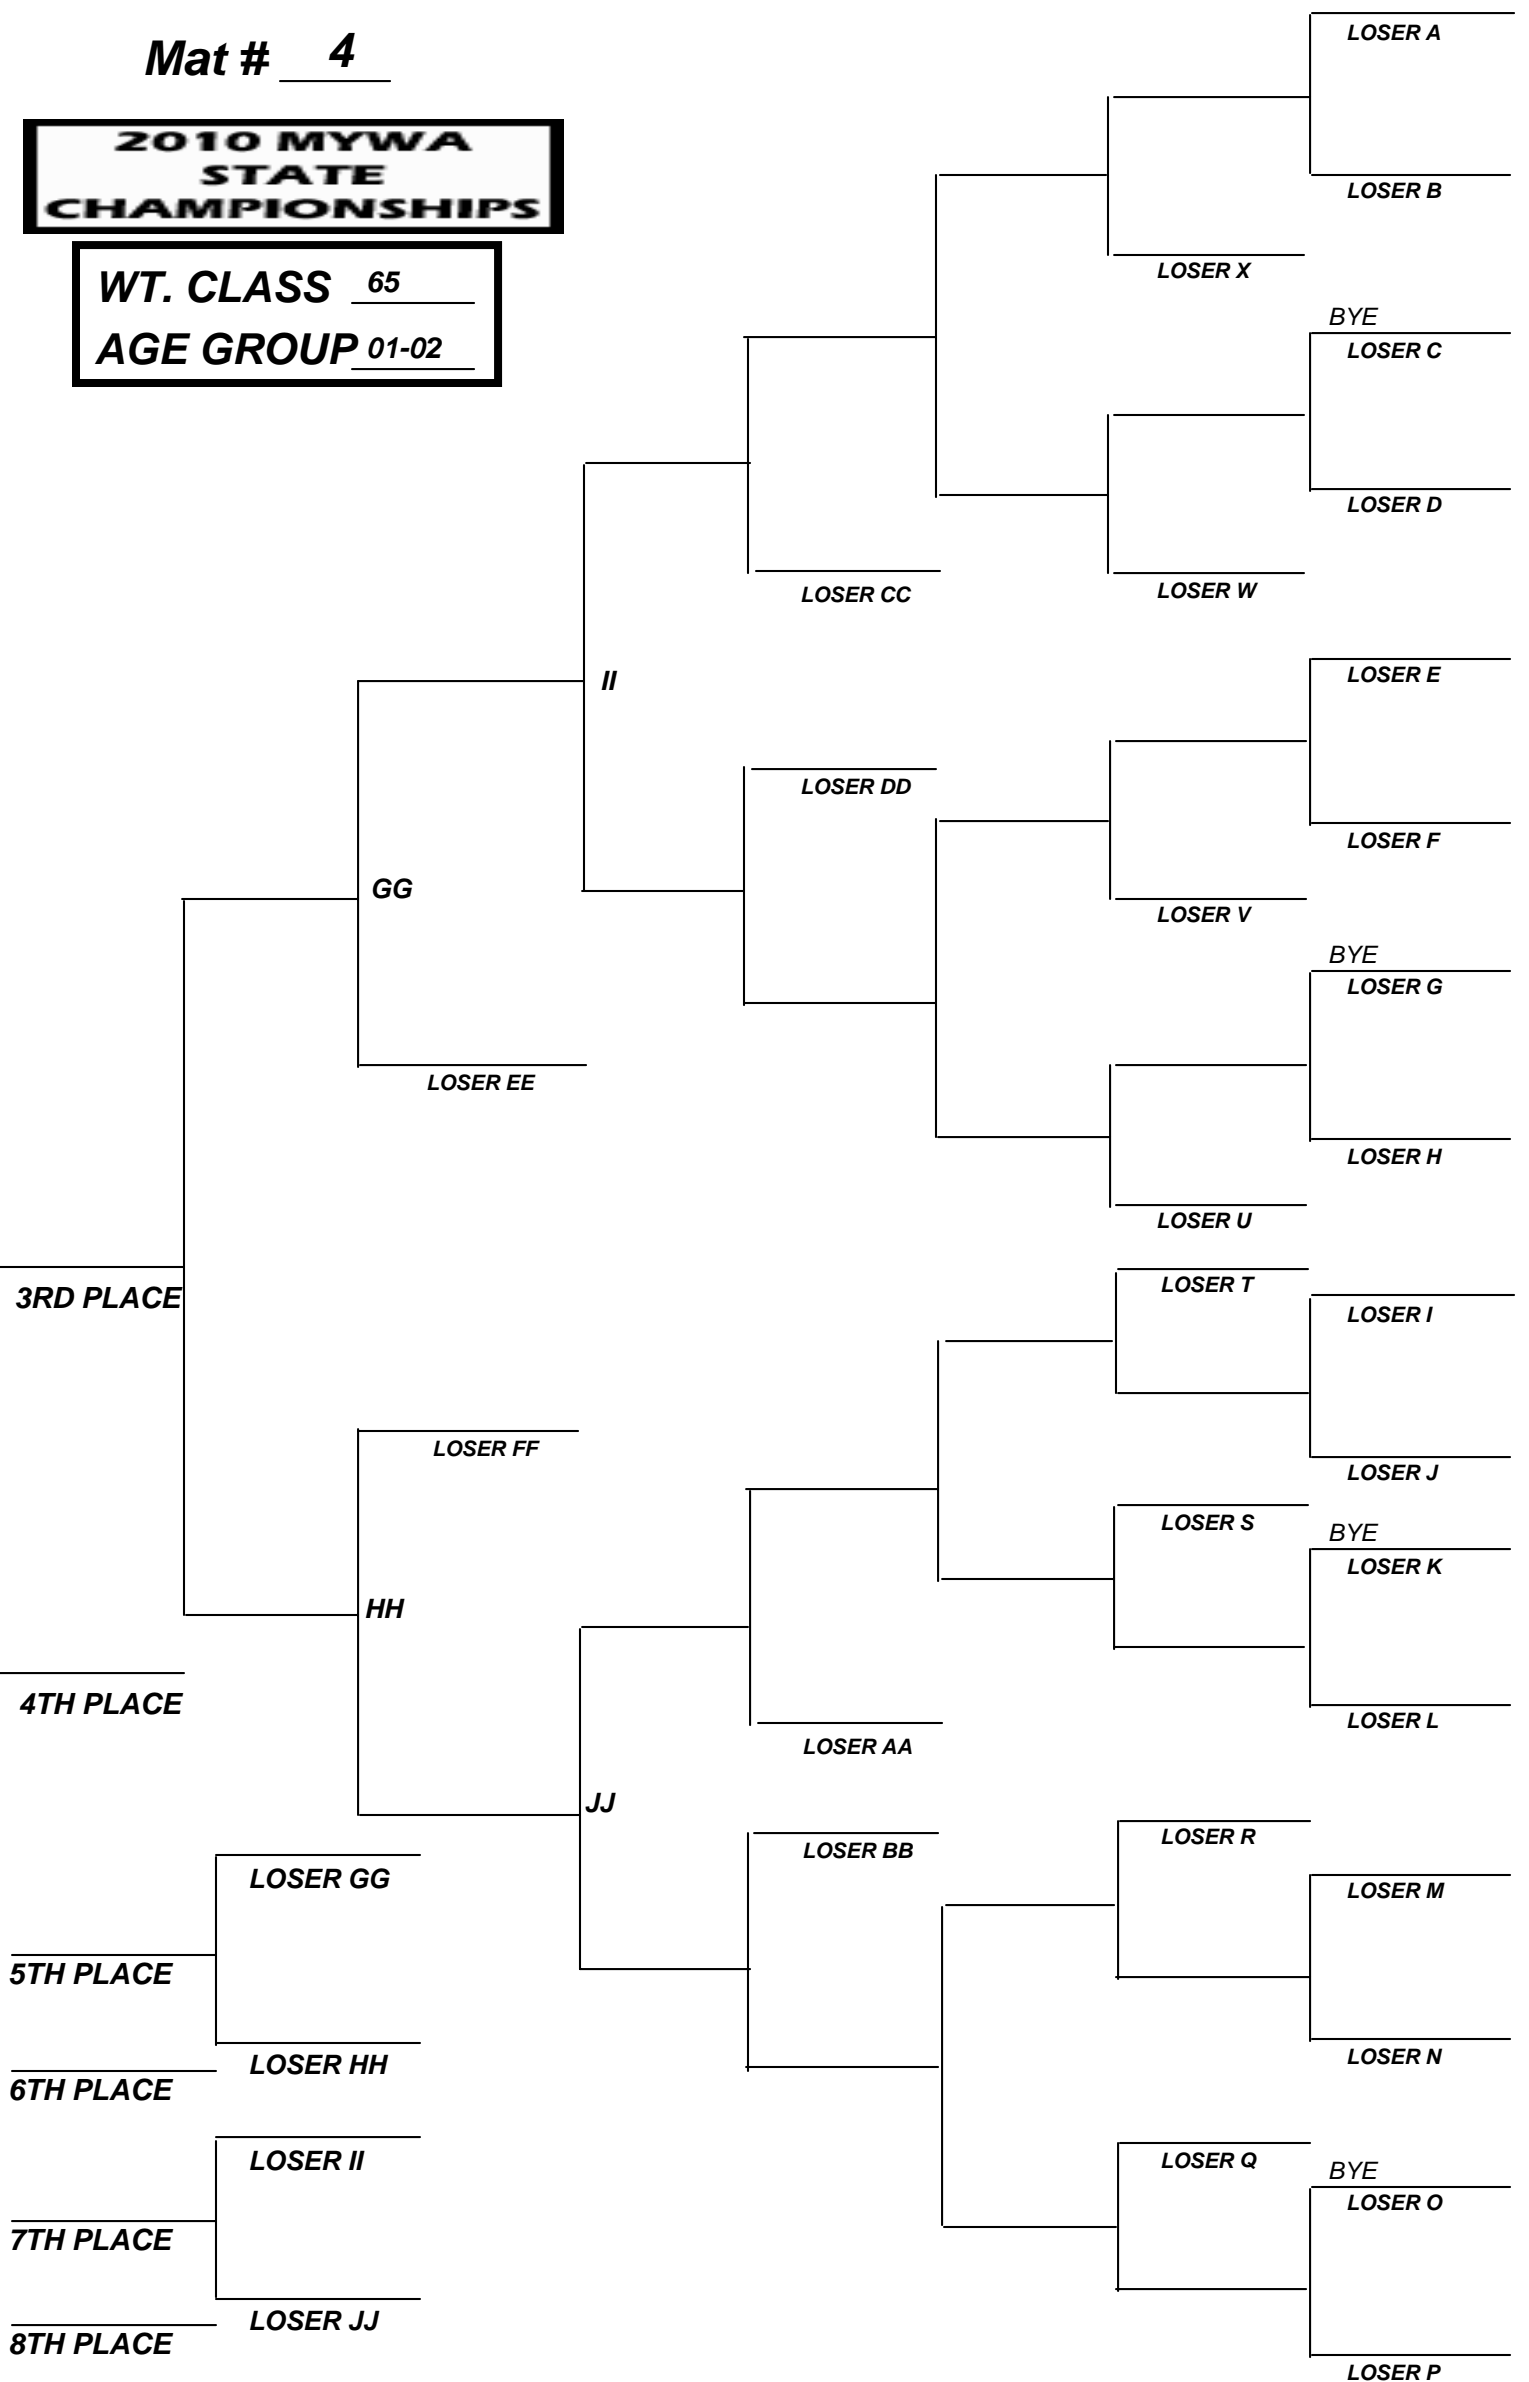 Mat # 4
2010 MYWA
STATE
CHAMPIONSHIPS
WT. CLASS 65
AGE GROUP 01-02
LOSER A
LOSER B
LOSER X
BYE
LOSER C
LOSER D
LOSER CC
LOSER W
LOSER E
II
LOSER DD
LOSER F
GG
LOSER V
BYE
LOSER G
LOSER EE
LOSER H
LOSER U
LOSER T
3RD PLACE
LOSER I
LOSER FF
LOSER J
LOSER S
BYE
LOSER K
HH
4TH PLACE
LOSER L
LOSER AA
JJ
LOSER R
LOSER BB
LOSER GG
LOSER M
5TH PLACE
LOSER N
LOSER HH
6TH PLACE
LOSER II
LOSER Q
BYE
LOSER O
7TH PLACE
LOSER JJ
8TH PLACE
LOSER P